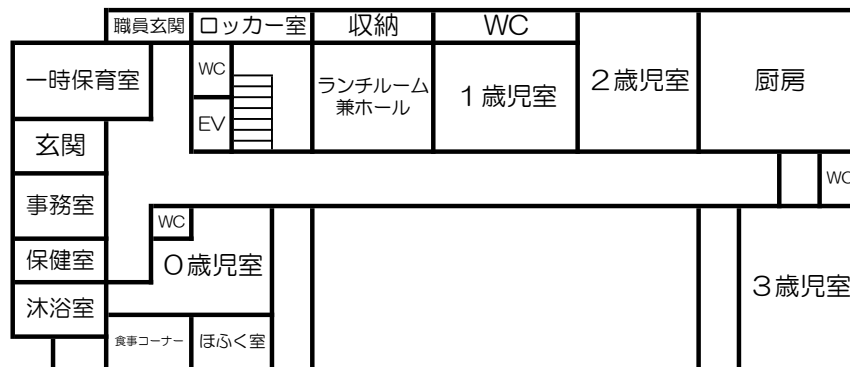 職員玄関
ロッカー室
収納
WC
一時保育室
WC
EV
ランチルーム
兼ホール
１歳児室
２歳児室
厨房
玄関
事務室
WC
WC
保健室
０歳児室
沐浴室
３歳児室
食事コーナー
ほふく室